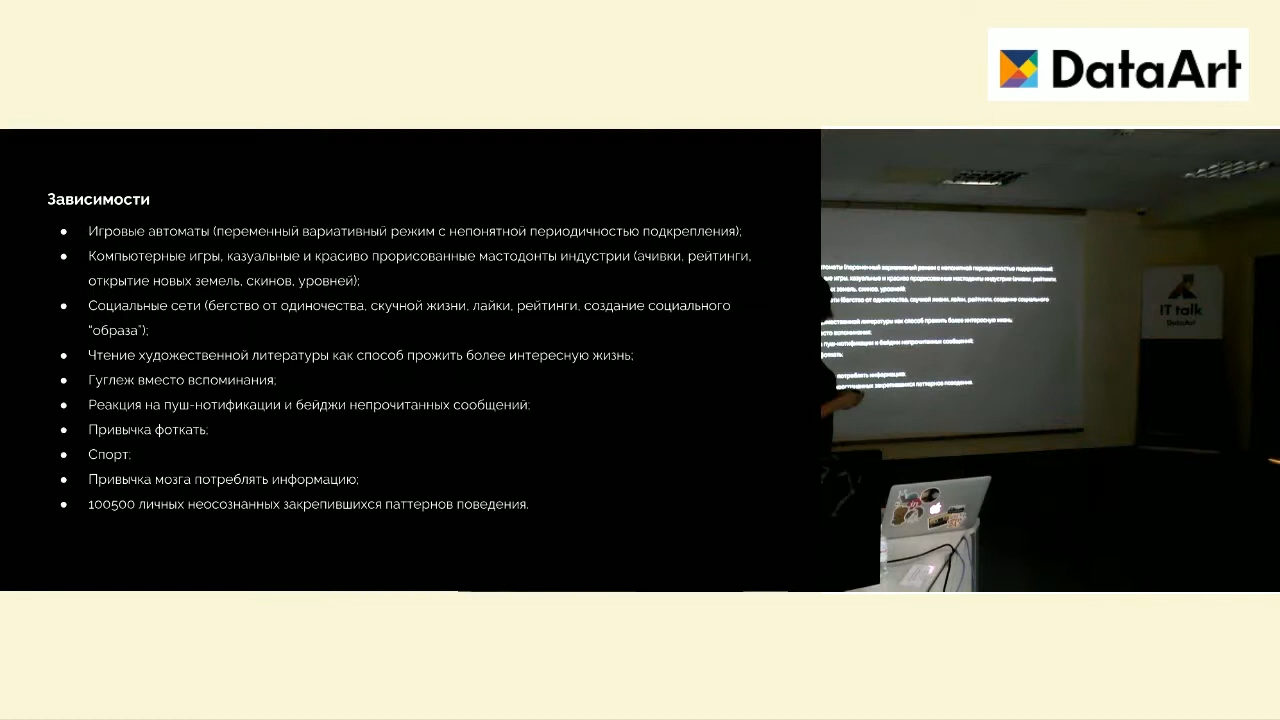 DataArt
Зависимости
● Игровые автоматы (переменный вариативный режим с непонятной периодичностью подкрепления);
● Компьютерные игры, казуальные и красиво прорисованные мастодонты индустрии (ачивки, рейтинги,
открытие новых земель, скинов, уровней);
● Социальные сети (бегство от одиночества, скучной жизни, лайки, рейтинги, создание социального
“образа”);
● Чтение художественной литературы как способ прожить более интересную жизнь;
● Гуглеж вместо вспоминания;
● Реакция на пуш-нотификации и бейджи непрочитанных сообщений;
● Привычка фоткать;
● Спорт;
● Привычка мозга потреблять информацию;
● 100500 личных неосознанных закрепившихся паттернов поведения.
IT talk
DataArt